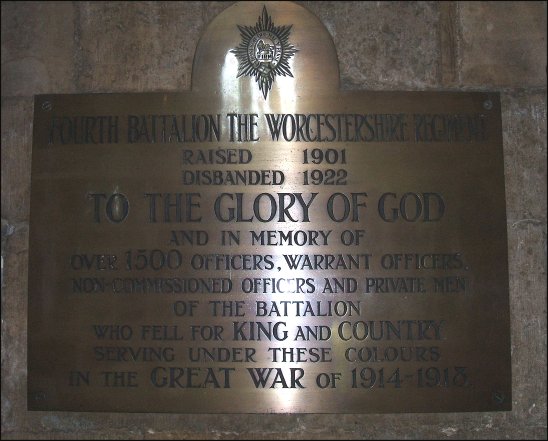 FOURTH BATTALION THE WORCESTERSHIRE REGIMENT
RAISED 1901
DISBANDED 1922
TO THE GLORY OF GOD
AND IN MEMORY OF
OVER 1500 OFFICERS, WARRANT OFFICERS,
NON-COMMISSIONED OFFICERS AND PRIVATE MEN
OF THE BATTALION
WHO FELL FOR KING AND COUNTRY
SERVING UNDER THESE COLOURS
IN THE GREAT WAR OF 1914-1918.